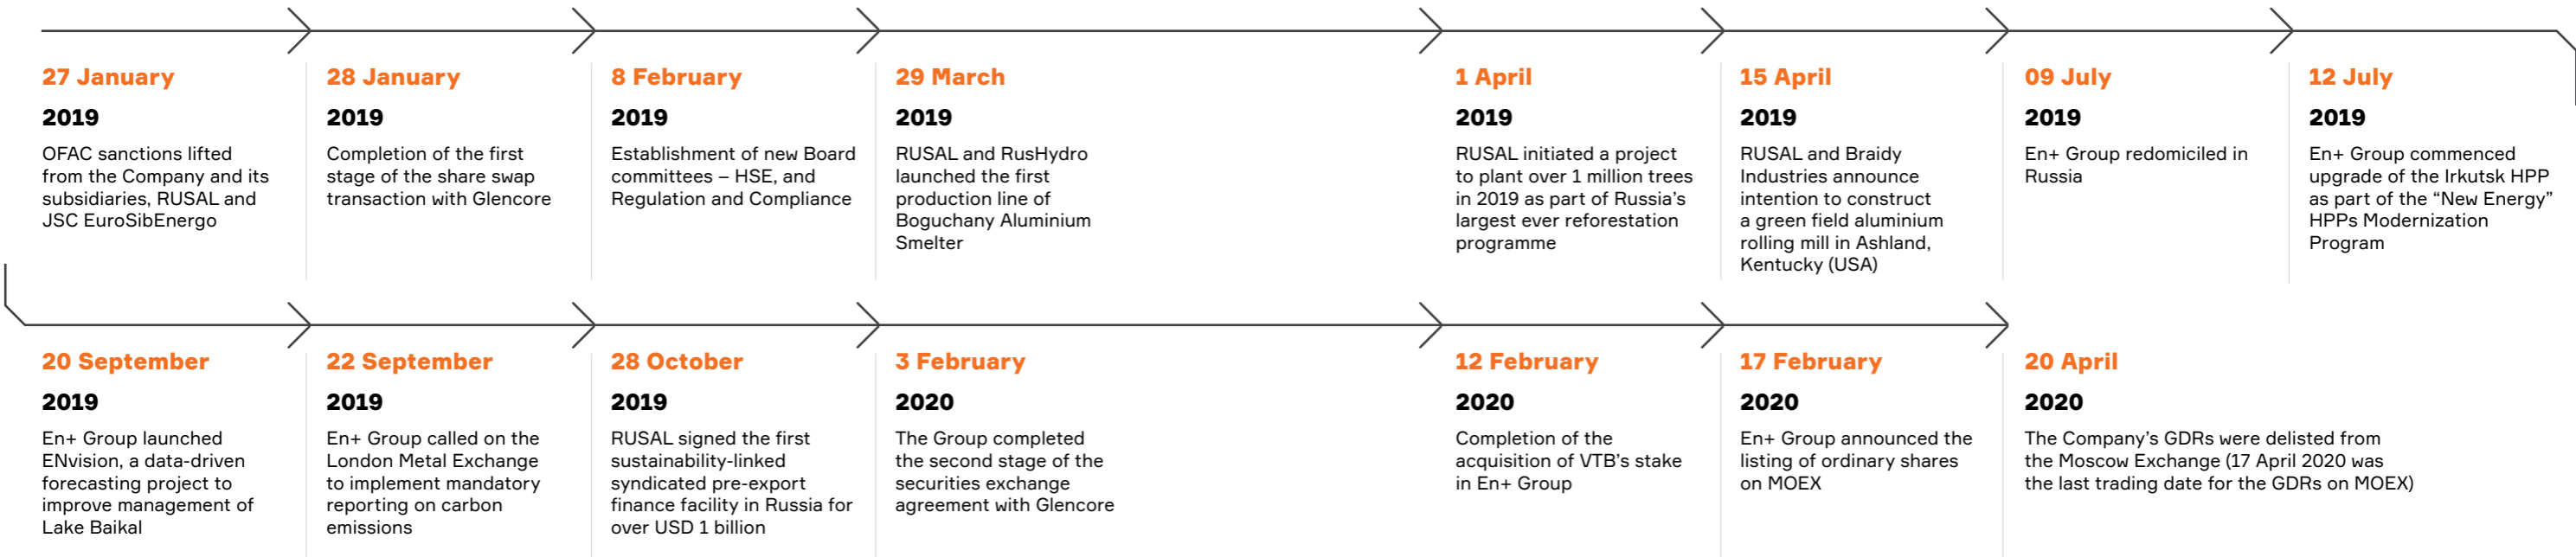 27 January
2019
OFAC sanctions lifted
from the Company and its
subsidiaries, RUSAL and
JSC EuroSibEnergo
28 January
2019
Completion of the first
stage of the share swap
transaction with Glencore
8 February
2019
Establishment of new Board
committees – HSE, and
Regulation and Compliance
29 March
2019
RUSAL and RusHydro
launched the first
production line of
Boguchany Aluminium
Smelter
1 April
2019
RUSAL initiated a project
to plant over 1 million trees
in 2019 as part of Russia’s
largest ever reforestation
programme
15 April
2019
RUSAL and Braidy
Industries announce
intention to construct
a green field aluminium
rolling mill in Ashland,
Kentucky (USA)
09 July
2019
En+ Group redomiciled in
Russia
12 July
2019
En+ Group commenced
upgrade of the Irkutsk HPP
as part of the “New Energy”
HPPs Modernization
Program
20 September
2019
En+ Group launched
ENvision, a data-driven
forecasting project to
improve management of
Lake Baikal
22 September
2019
En+ Group called on the
London Metal Exchange
to implement mandatory
reporting on carbon
emissions
28 October
2019
RUSAL signed the first
sustainability-linked
syndicated pre-export
finance facility in Russia for
over USD 1 billion
3 February
2020
The Group completed
the second stage of the
securities exchange
agreement with Glencore
12 February
2020
Completion of the
acquisition of VTB’s stake
in En+ Group
17 February
2020
En+ Group announced the
listing of ordinary shares
on MOEX
20 April
2020
The Company’s GDRs were delisted from
the Moscow Exchange (17 April 2020 was
the last trading date for the GDRs on MOEX)